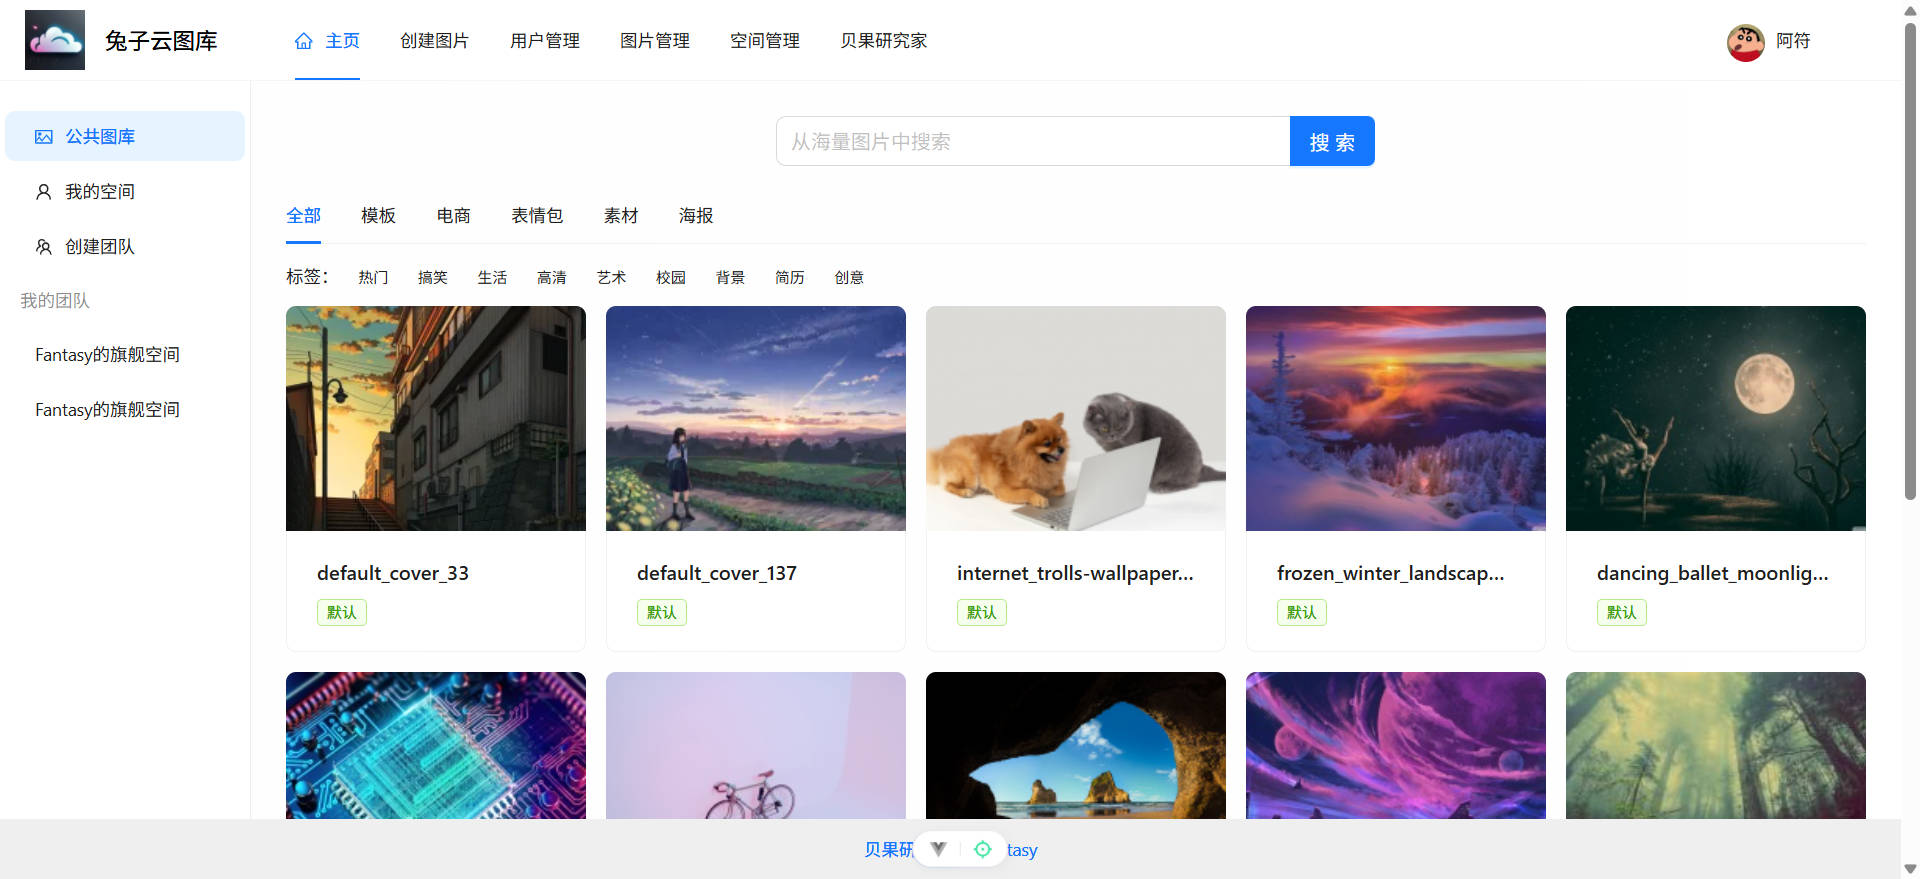 兔子云图库
主页
创建图片
用户管理
图片管理
空间管理
贝果研究家
阿符
公共图库
我的空间
创建团队
我的团队
Fantasy的旗舰空间
Fantasy的旗舰空间
从海量图片中搜索
搜 索
全部
模板
电商
表情包
素材
海报
标签：
热门
搞笑
生活
高清
艺术
校园
背景
简历
创意
default_cover_33
默认
default_cover_137
默认
internet_trolls-wallpaper...
默认
frozen_winter_landscap...
默认
dancing_ballet_moonlig...
默认
贝果研 tasy